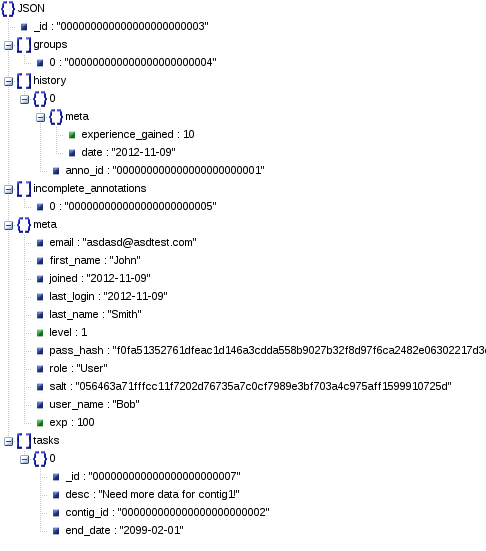 JSON
_id : "000000000000000000000003"
groups
0 : "000000000000000000000004"
history
0
meta
experience_gained : 10
date : "2012-11-09"
anno_id : "000000000000000000000001"
incomplete_annotations
0 : "000000000000000000000005"
meta
email : "asdasd@asdtest.com"
first_name : "John"
joined : "2012-11-09"
last_login : "2012-11-09"
last_name : "Smith"
level : 1
pass_hash : "f0fa51352761dfeac1d146a3cdda558b9027b32f8d97f6ca2482e06302217d3
role : "User"
salt : "056463a71fffcc11f7202d76735a7c0cf7989e3bf703a4c975aff1599910725d"
user_name : "Bob"
exp : 100
tasks
0
_id : "000000000000000000000007"
desc : "Need more data for contig1!"
contig_id : "000000000000000000000002"
end_date : "2099-02-01"